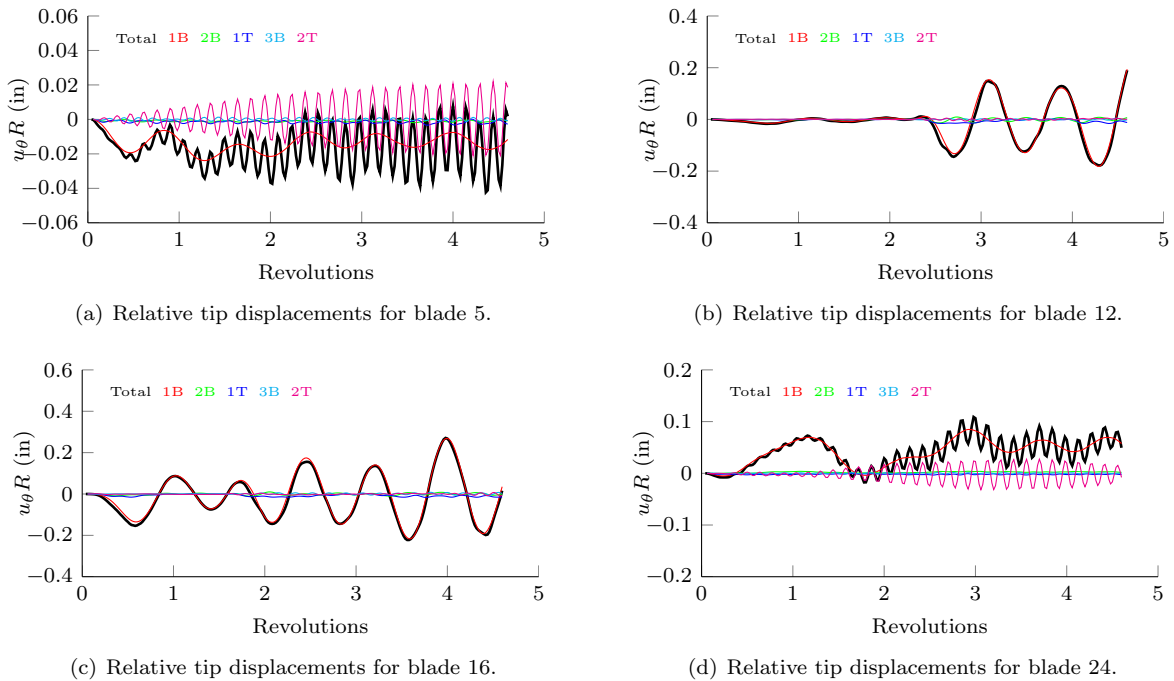 0.06
0.04
0.02
0
−0.02
−0.04
−0.06
uθR (in)
Total 1B 2B 1T 3B 2T
0 1 2 3 4 5
Revolutions
(a) Relative tip displacements for blade 5.
0.4
0.2
0
−0.2
−0.4
uθR (in)
Total 1B 2B 1T 3B 2T
0 1 2 3 4 5
Revolutions
(b) Relative tip displacements for blade 12.
0.6
0.4
0.2
0
−0.2
−0.4
uθR (in)
Total 1B 2B 1T 3B 2T
0 1 2 3 4 5
Revolutions
(c) Relative tip displacements for blade 16.
0.2
0.1
0
0.1
0.2
uθR (in)
Total 1B 2B 1T 3B 2T
0 1 2 3 4 5
Revolutions
(d) Relative tip displacements for blade 24.